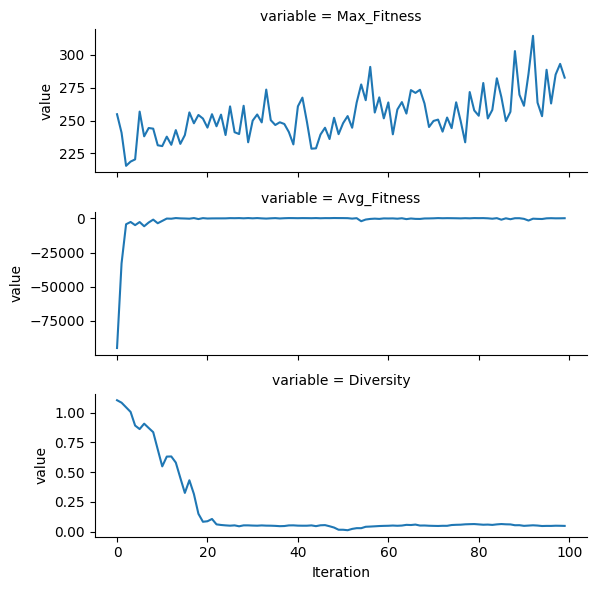 variable = Max_Fitness
300
275
250
225
value
variable = Avg_Fitness
0
−25000
−50000
−75000
value
variable = Diversity
1.00
0.75
0.50
0.25
0.00
value
0 20 40 60 80 100
Iteration